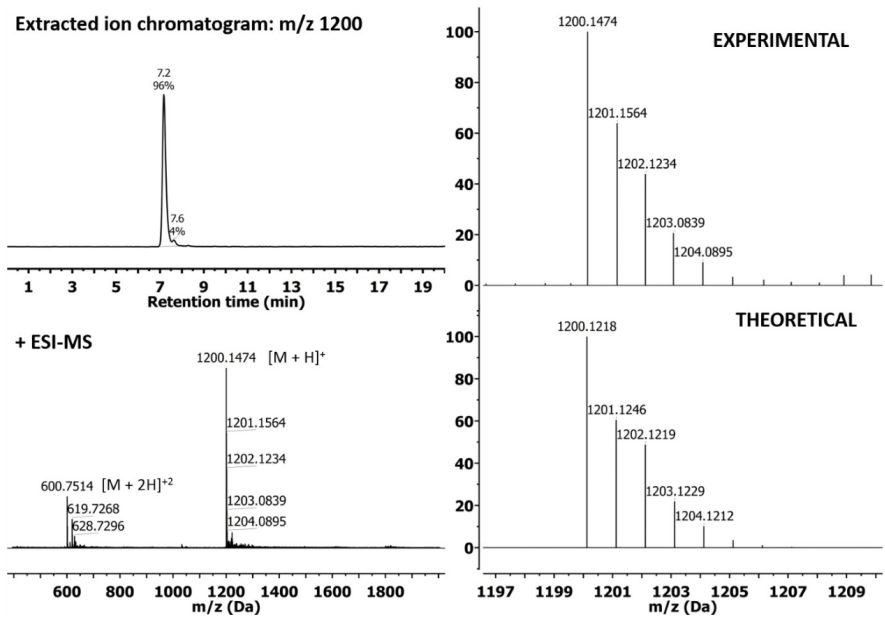 Extracted ion chromatogram: m/z 1200
7.2
96%
7.6
4%
1 3 5 7 9 11 13 15 17 19
Retention time (min)
+ ESI-MS
1200.1474 [M + H]+
1201.1564
1202.1234
600.7514 [M + 2H]+2
619.7268
628.7296
1203.0839
1204.0895
600 800 1000 1200 1400 1600 1800
m/z (Da)
EXPERIMENTAL
100
80
60
40
20
0
1200.1474
1201.1564
1202.1234
1203.0839
1204.0895
THEORETICAL
100
80
60
40
20
0
1200.1218
1201.1246
1202.1219
1203.1229
1204.1212
1197 1199 1201 1203 1205 1207 1209
m/z (Da)